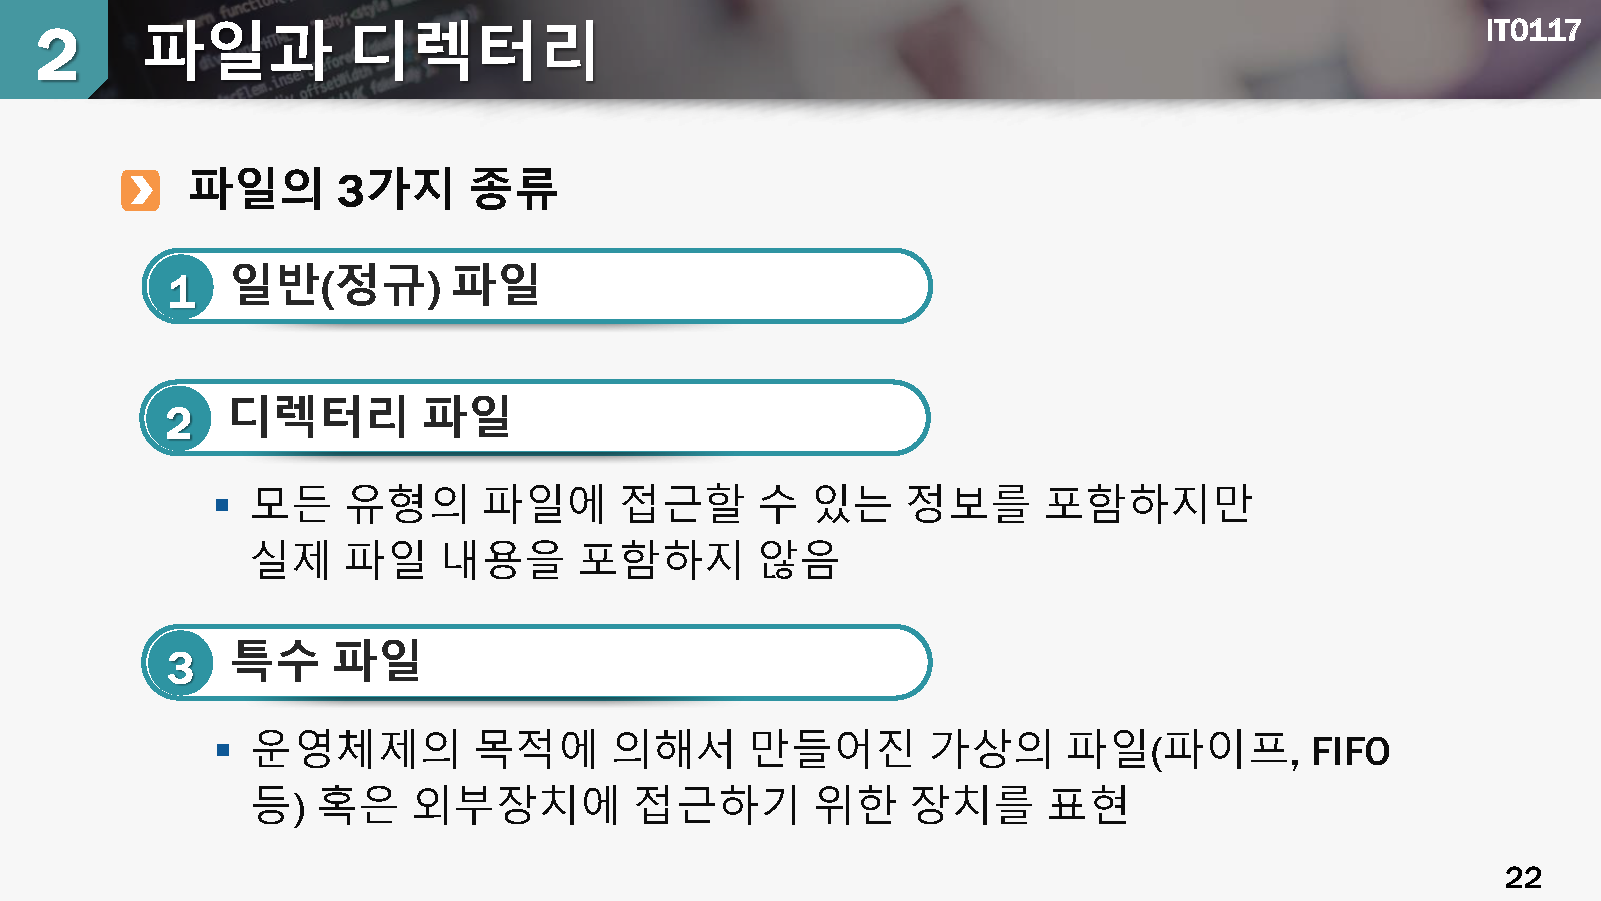 2 파일과 디렉터리
IT0117
파일의 3가지 종류
1 일반(정규) 파일
2 디렉터리 파일
▪ 모든 유형의 파일에 접근할 수 있는 정보를 포함하지만
실제 파일 내용을 포함하지 않음
3 특수 파일
▪ 운영체제의 목적에 의해서 만들어진 가상의 파일(파이프, FIFO
등) 혹은 외부장치에 접근하기 위한 장치를 표현
22